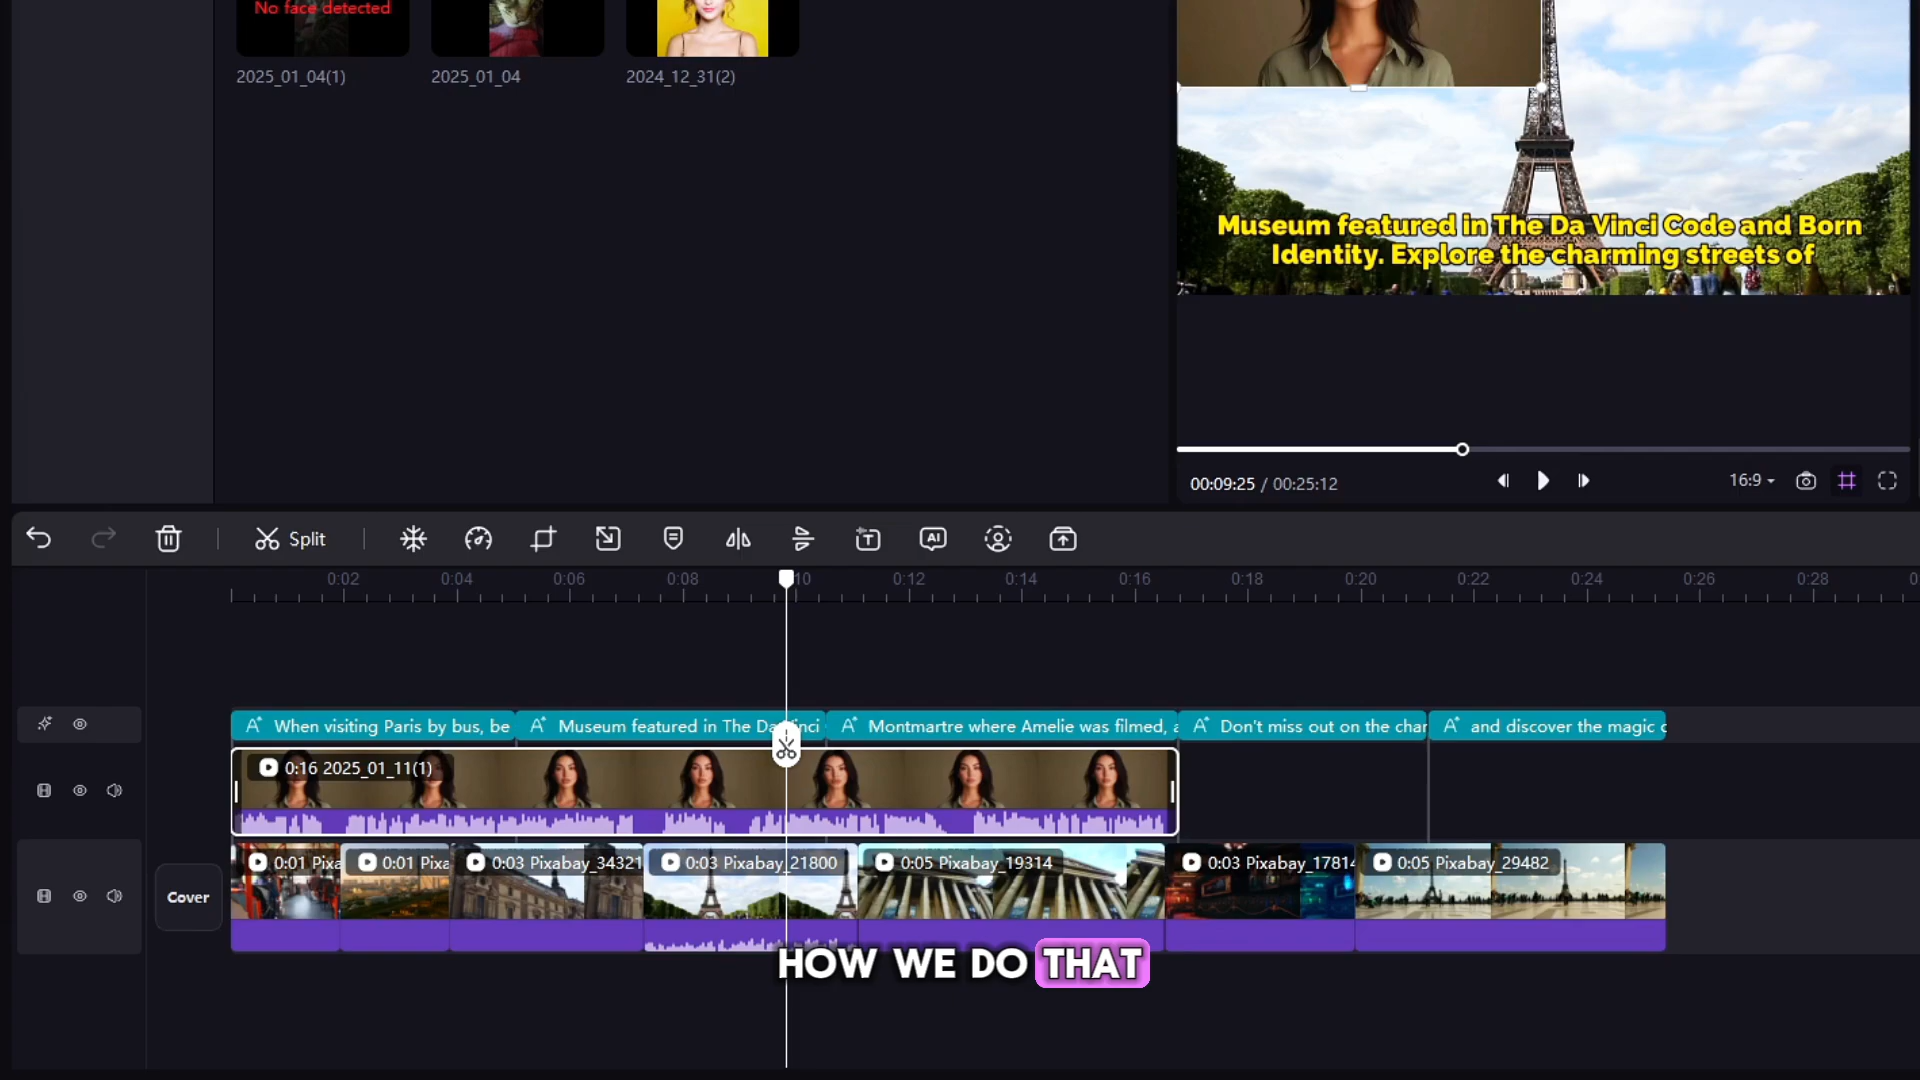 No face detected
2025_01_04(1)
2025_01_04
2024_12_31(2)
Museum featured in The Da Vinci Code and Born
Identity. Explore the charming streets of
00:09:25 / 00:25:12
16:9
Split
0:02 0:04 0:06 0:08 10 0:12 0:14 0:16 0:18 0:20 0:22 0:24 0:26 0:28 0
When visiting Paris by bus, be
Museum featured in The Da Vinci
Montmartre where Amelie was filmed, a
Don't miss out on the char
and discover the magic o
0:16 2025_01_11(1)
Cover
0:01 Pixa
0:01 Pixa
0:03 Pixabay_34321
0:03 Pixabay_21800
0:05 Pixabay_19314
0:03 Pixabay_17814
0:05 Pixabay_29482
HOW WE DO THAT
AI